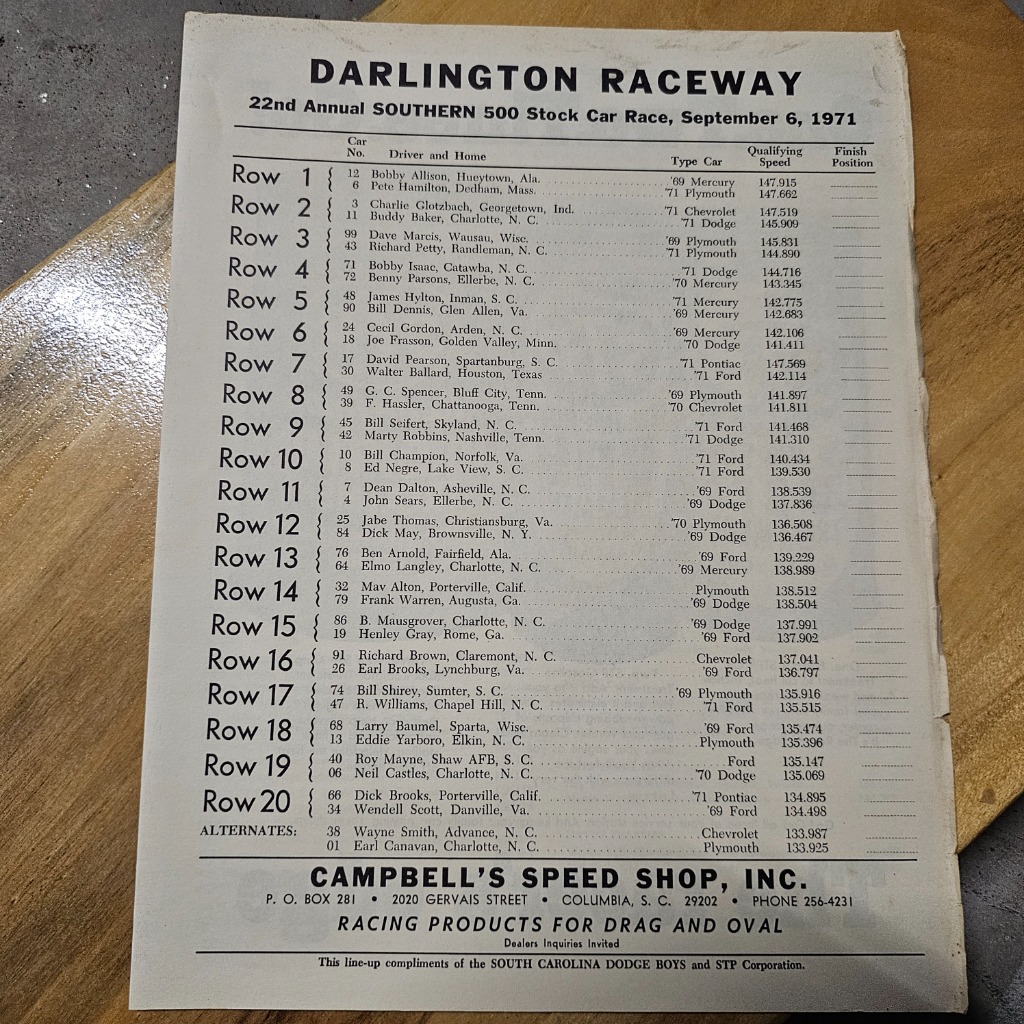 DARLINGTON RACEWAY
22nd Annual SOUTHERN 500 Stock Car Race, September 6, 1971
Car No. Driver and Home Type Car Qualifying Speed Finish Position
Row 1 { 12 Bobby Allison, Hueytown, Ala. '69 Mercury 147.915
6 Pete Hamilton, Dedham, Mass. '71 Plymouth 147.662
Row 2 { 3 Charlie Glotzbach, Georgetown, Ind. '71 Chevrolet 147.519
11 Buddy Baker, Charlotte, N. C. '71 Dodge 145.909
Row 3 { 99 Dave Marcis, Wausau, Wisc. '69 Plymouth 145.831
43 Richard Petty, Randleman, N. C. '71 Plymouth 144.890
Row 4 { 71 Bobby Isaac, Catawba, N. C. '71 Dodge 144.716
72 Benny Parsons, Ellerbe, N. C. '70 Mercury 143.345
Row 5 { 48 James Hylton, Inman, S. C. '71 Mercury 142.775
90 Bill Dennis, Glen Allen, Va. '69 Mercury 142.683
Row 6 { 24 Cecil Gordon, Arden, N. C. '69 Mercury 142.106
18 Joe Frasson, Golden Valley, Minn. '70 Dodge 141.411
Row 7 { 17 David Pearson, Spartanburg, S. C. '71 Pontiac 147.569
30 Walter Ballard, Houston, Texas '71 Ford 142.114
Row 8 { 49 G. C. Spencer, Bluff City, Tenn. '69 Plymouth 141.897
39 F. Hassler, Chattanooga, Tenn. '70 Chevrolet 141.811
Row 9 { 45 Bill Seifert, Skyland, N. C. '71 Ford 141.468
42 Marty Robbins, Nashville, Tenn. '71 Dodge 141.310
Row 10 { 10 Bill Champion, Norfolk, Va. '71 Ford 140.434
8 Ed Negre, Lake View, S. C. '71 Ford 139.530
Row 11 { 7 Dean Dalton, Asheville, N. C. '69 Ford 138.539
4 John Sears, Ellerbe, N. C. '69 Dodge 137.836
Row 12 { 25 Jabe Thomas, Christiansburg, Va. '70 Plymouth 136.508
84 Dick May, Brownsville, N. Y. '69 Dodge 136.467
Row 13 { 76 Ben Arnold, Fairfield, Ala. '69 Ford 139.229
64 Elmo Langley, Charlotte, N. C. '69 Mercury 138.989
Row 14 { 32 Mav Alton, Porterville, Calif. Plymouth 138.512
79 Frank Warren, Augusta, Ga. '69 Dodge 138.504
Row 15 { 86 B. Mausgrover, Charlotte, N. C. '69 Dodge 137.991
19 Henley Gray, Rome, Ga. '69 Ford 137.902
Row 16 { 91 Richard Brown, Claremont, N. C. Chevrolet 137.041
26 Earl Brooks, Lynchburg, Va. '69 Ford 136.797
Row 17 { 74 Bill Shirey, Sumter, S. C. '69 Plymouth 135.916
47 R. Williams, Chapel Hill, N. C. '71 Ford 135.515
Row 18 { 68 Larry Baumel, Sparta, Wisc. '69 Ford 135.474
13 Eddie Yarboro, Elkin, N. C. Plymouth 135.396
Row 19 { 40 Roy Mayne, Shaw AFB, S. C. Ford 135.147
06 Neil Castles, Charlotte, N. C. '70 Dodge 135.069
Row 20 { 66 Dick Brooks, Porterville, Calif. '71 Pontiac 134.895
34 Wendell Scott, Danville, Va. '69 Ford 134.498
ALTERNATES: 38 Wayne Smith, Advance, N. C. Chevrolet 133.987
01 Earl Canavan, Charlotte, N. C. Plymouth 133.925
CAMPBELL'S SPEED SHOP, INC.
P. O. BOX 281 • 2020 GERVAIS STREET • COLUMBIA, S. C. 29202 • PHONE 256-4231
RACING PRODUCTS FOR DRAG AND OVAL
Dealers Inquiries Invited
This line-up compliments of the SOUTH CAROLINA DODGE BOYS and STP Corporation.